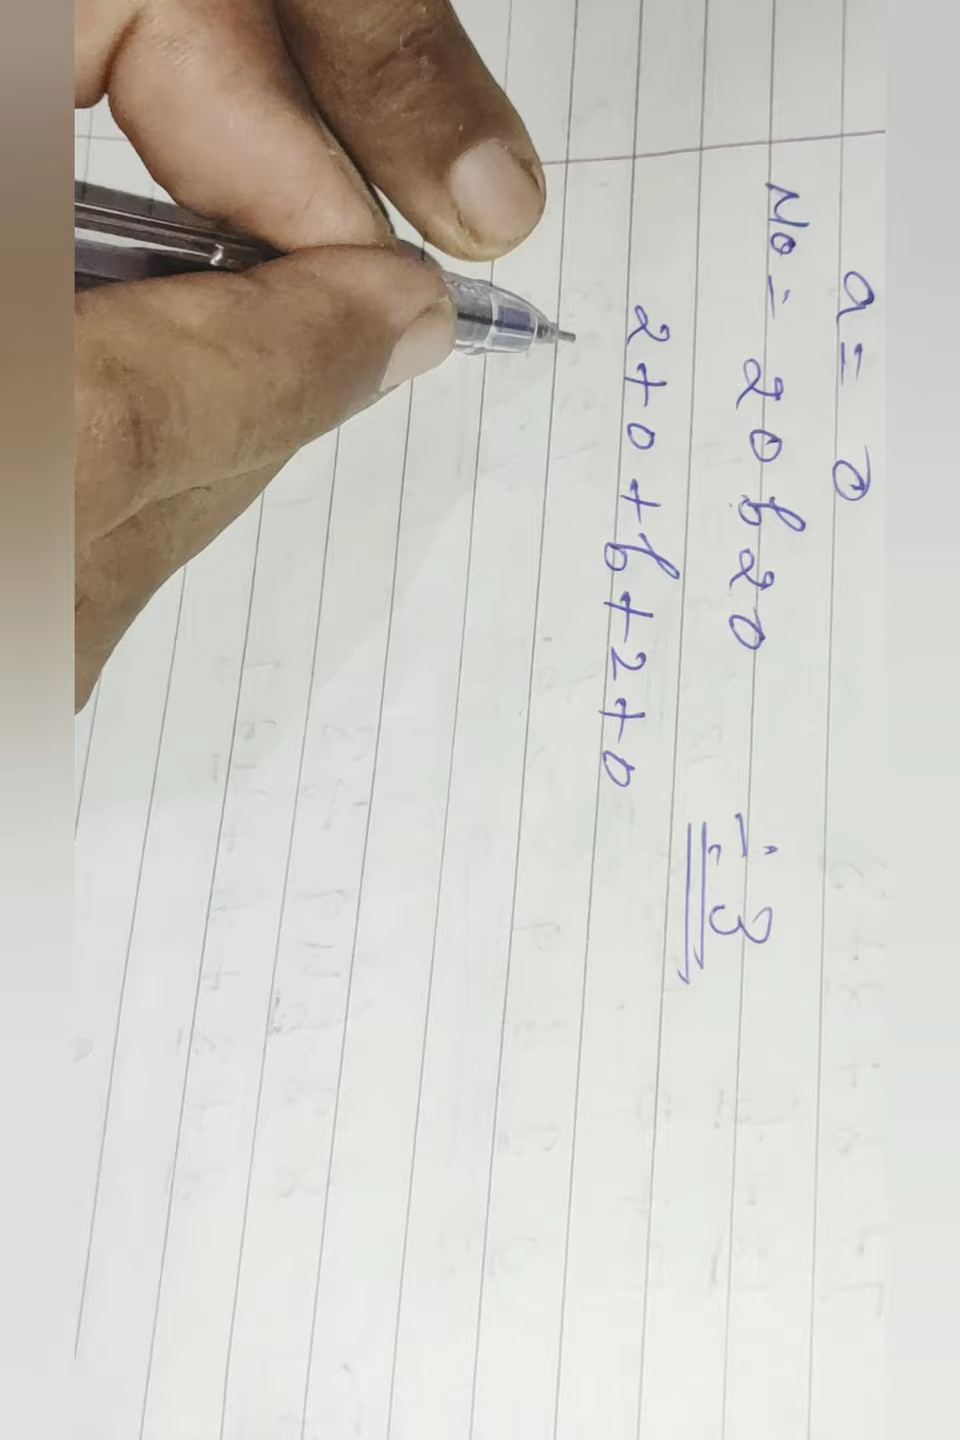 a = 0
No = 20b20 ÷ 3
2+0+b+2+0